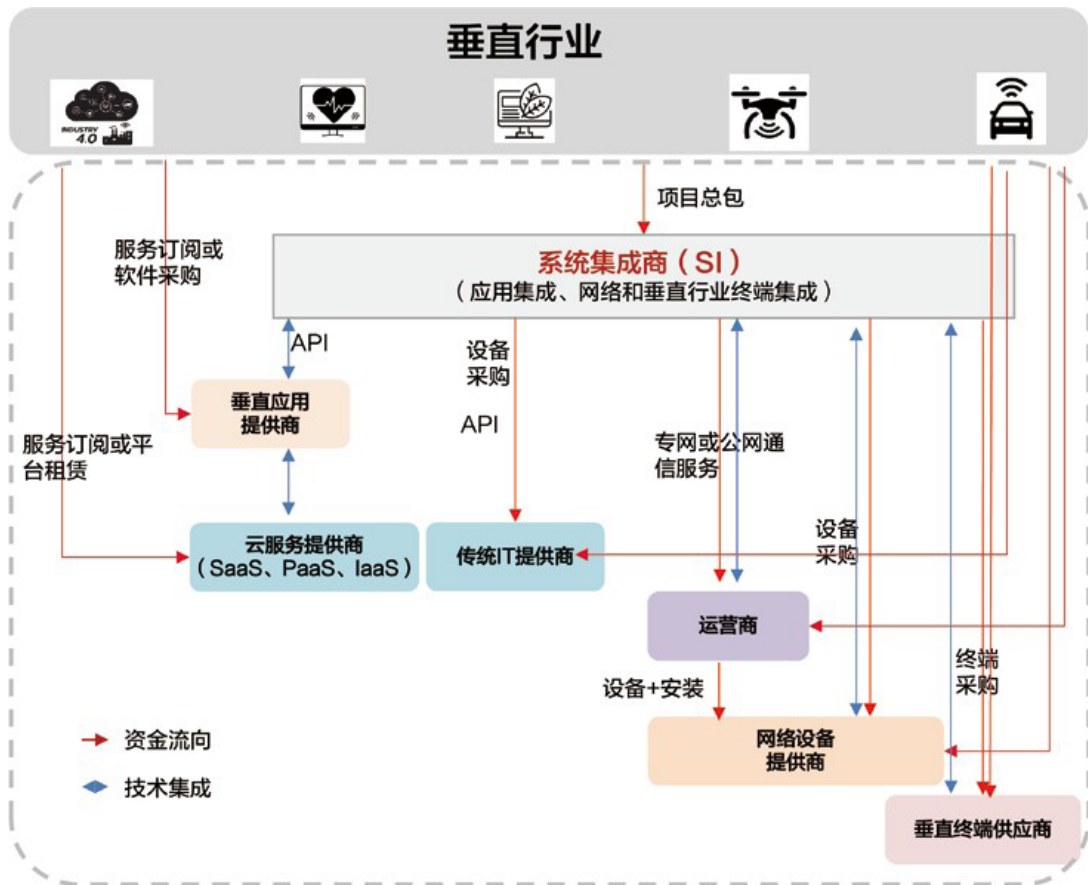 垂直行业
INDUSTRY
4.0
项目总包
服务订阅或
软件采购
系统集成商（SI）
（应用集成、网络和垂直行业终端集成）
API
设备
采购
API
垂直应用
提供商
服务订阅或平
台租赁
专网或公网通
信服务
云服务提供商
（SaaS、PaaS、IaaS）
传统IT提供商
设备
采购
运营商
设备+安装
终端
采购
网络设备
提供商
资金流向
技术集成
垂直终端供应商